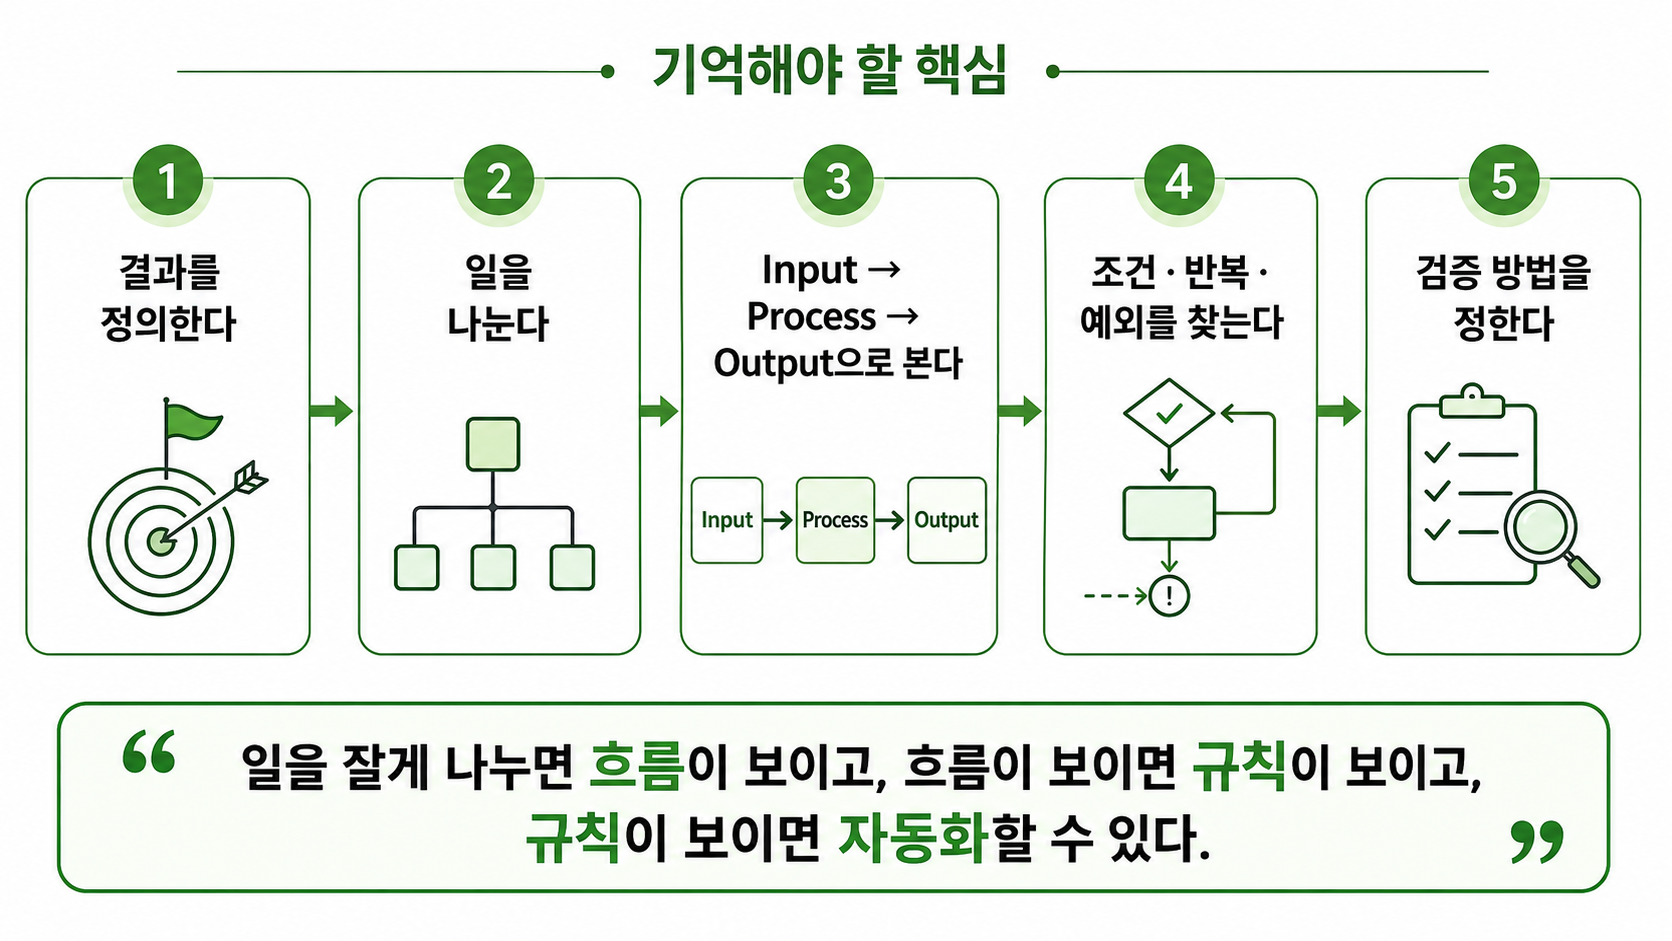 기억해야 할 핵심
1
결과를
정의한다
2
일을
나눈다
3
Input →
Process →
Output으로 본다
Input
Process
Output
4
조건 · 반복 ·
예외를 찾는다
!
5
검증 방법을
정한다
“ 일을 잘게 나누면 흐름이 보이고, 흐름이 보이면 규칙이 보이고,
규칙이 보이면 자동화할 수 있다. ”